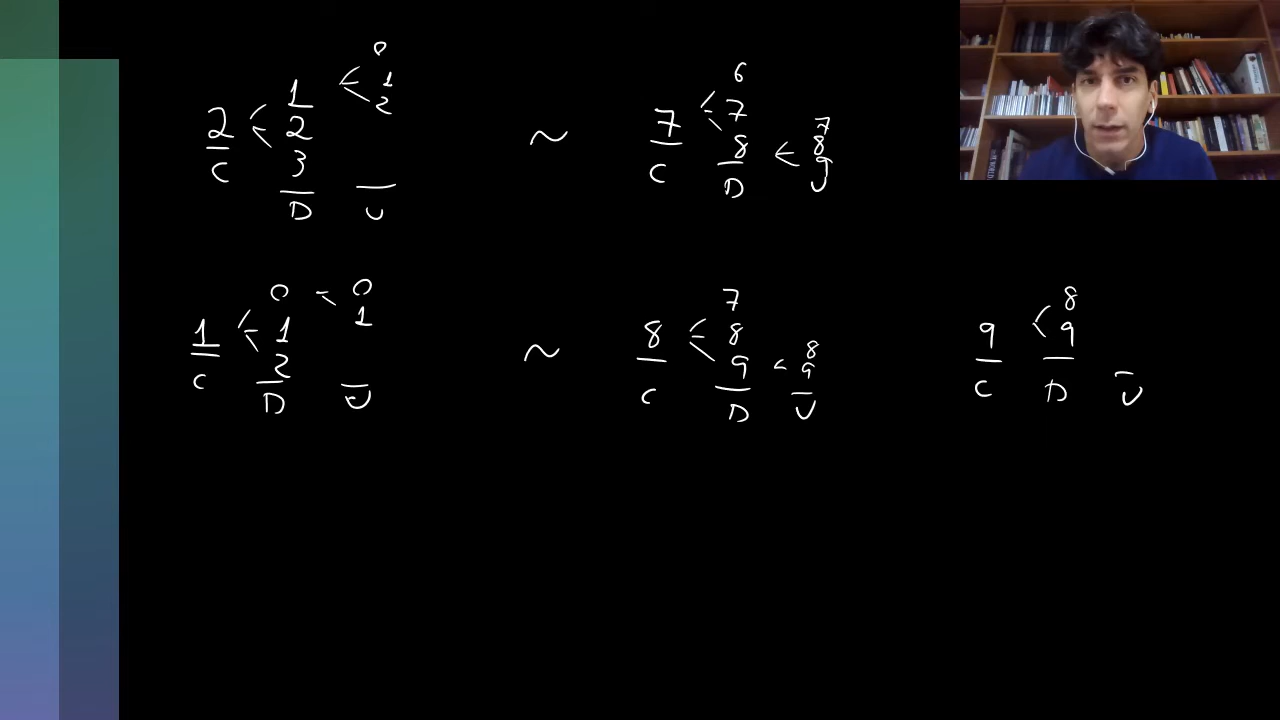 0
1 < 1
2 < 2 2
3
C D U
~
6
7 < 7
8 < 7
8
9
C D U
0 < 0
1 < 1 1
2
C D U
~
7
8 < 8
9 < 8
9
C D U
8
9 < 9
C D U